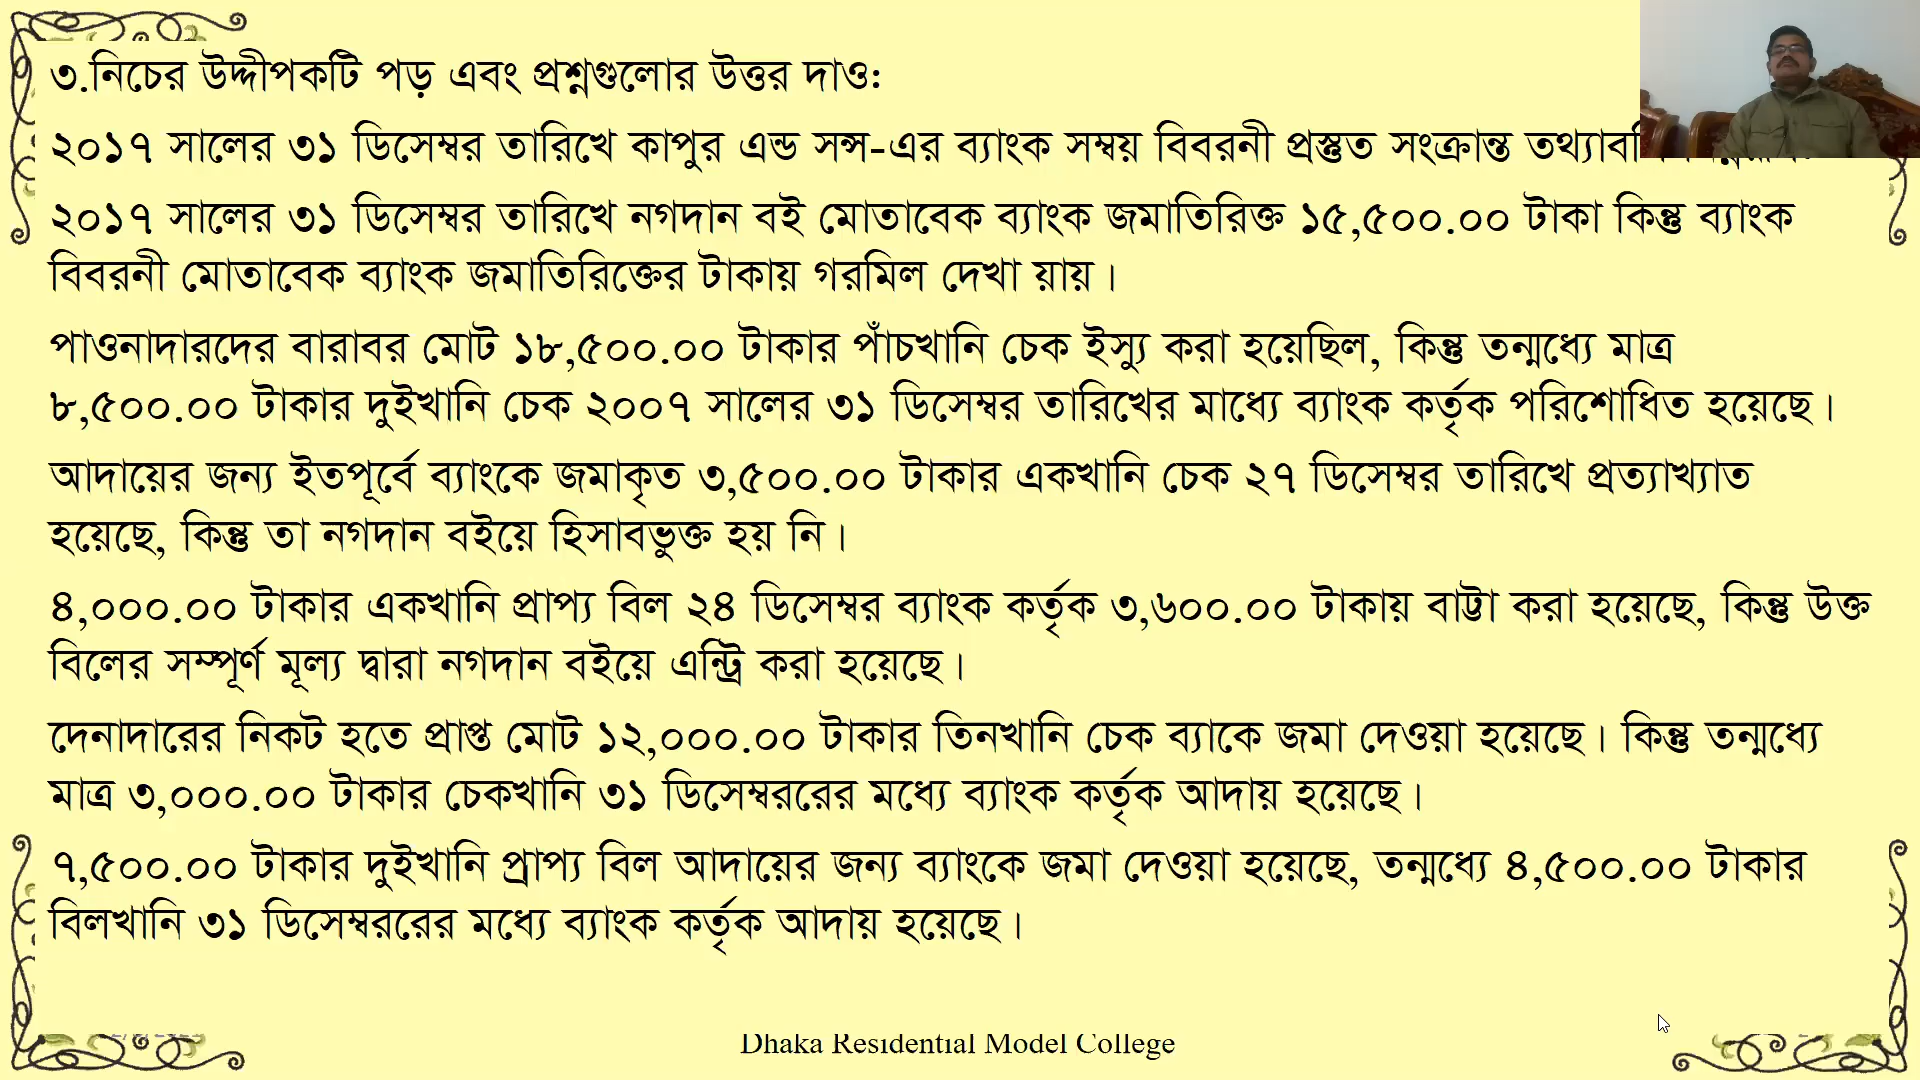 ৩.নিচের উদ্দীপকটি পড় এবং প্রশ্নগুলোর উত্তর দাওঃ
২০১৭ সালের ৩১ ডিসেম্বর তারিখে কাপুর এন্ড সন্স-এর ব্যাংক সম্বয় বিবরনী প্রস্তুত সংক্রান্ত
২০১৭ সালের ৩১ ডিসেম্বর তারিখে নগদান বই মোতাবেক ব্যাংক জমাতিরিক্ত ১৫,৫০০.০০ টাকা কিন্তু ব্যাংক
বিবরনী মোতাবেক ব্যাংক জমাতিরিক্তের টাকায় গরমিল দেখা য়ায়।
পাওনাদারদের বারাবর মোট ১৮,৫০০.০০ টাকার পাঁচখানি চেক ইস্যু করা হয়েছিল, কিন্তু তন্মধ্যে মাত্র
৮,৫০০.০০ টাকার দুইখানি চেক ২০০৭ সালের ৩১ ডিসেম্বর তারিখের মাধ্যে ব্যাংক কর্তৃক পরিশোধিত হয়েছে।
আদায়ের জন্য ইতপূর্বে ব্যাংকে জমাকৃত ৩,৫০০.০০ টাকার একখানি চেক ২৭ ডিসেম্বর তারিখে প্রত্যাখ্যাত
হয়েছে, কিন্তু তা নগদান বইয়ে হিসাবভুক্ত হয় নি।
৪,০০০.০০ টাকার একখানি প্রাপ্য বিল ২৪ ডিসেম্বর ব্যাংক কর্তৃক ৩,৬০০.০০ টাকায় বাট্টা করা হয়েছে, কিন্তু উক্ত
বিলের সম্পূর্ণ মূল্য দ্বারা নগদান বইয়ে এন্ট্রি করা হয়েছে।
দেনাদারের নিকট হতে প্রাপ্ত মোট ১২,০০০.০০ টাকার তিনখানি চেক ব্যাকে জমা দেওয়া হয়েছে। কিন্তু তন্মধ্যে
মাত্র ৩,০০০.০০ টাকার চেকখানি ৩১ ডিসেম্বররের মধ্যে ব্যাংক কর্তৃক আদায় হয়েছে।
৭,৫০০.০০ টাকার দুইখানি প্রাপ্য বিল আদায়ের জন্য ব্যাংকে জমা দেওয়া হয়েছে, তন্মধ্যে ৪,৫০০.০০ টাকার
বিলখানি ৩১ ডিসেম্বররের মধ্যে ব্যাংক কর্তৃক আদায় হয়েছে।
Dhaka Residential Model College